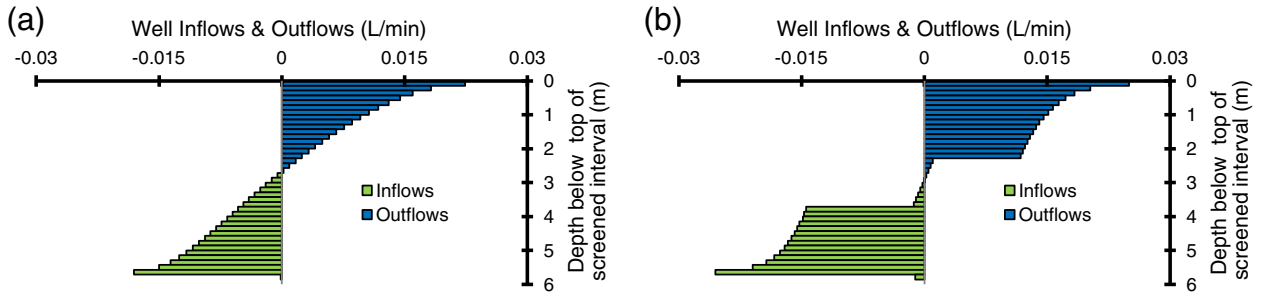 (a)
Well Inflows & Outflows (L/min)
-0.03 -0.015 0 0.015 0.03
0
1
2
3
4
5
6
Depth below top of
screened interval (m)
Inflows
Outflows
(b)
Well Inflows & Outflows (L/min)
-0.03 -0.015 0 0.015 0.03
0
1
2
3
4
5
6
Depth below top of
screened interval (m)
Inflows
Outflows